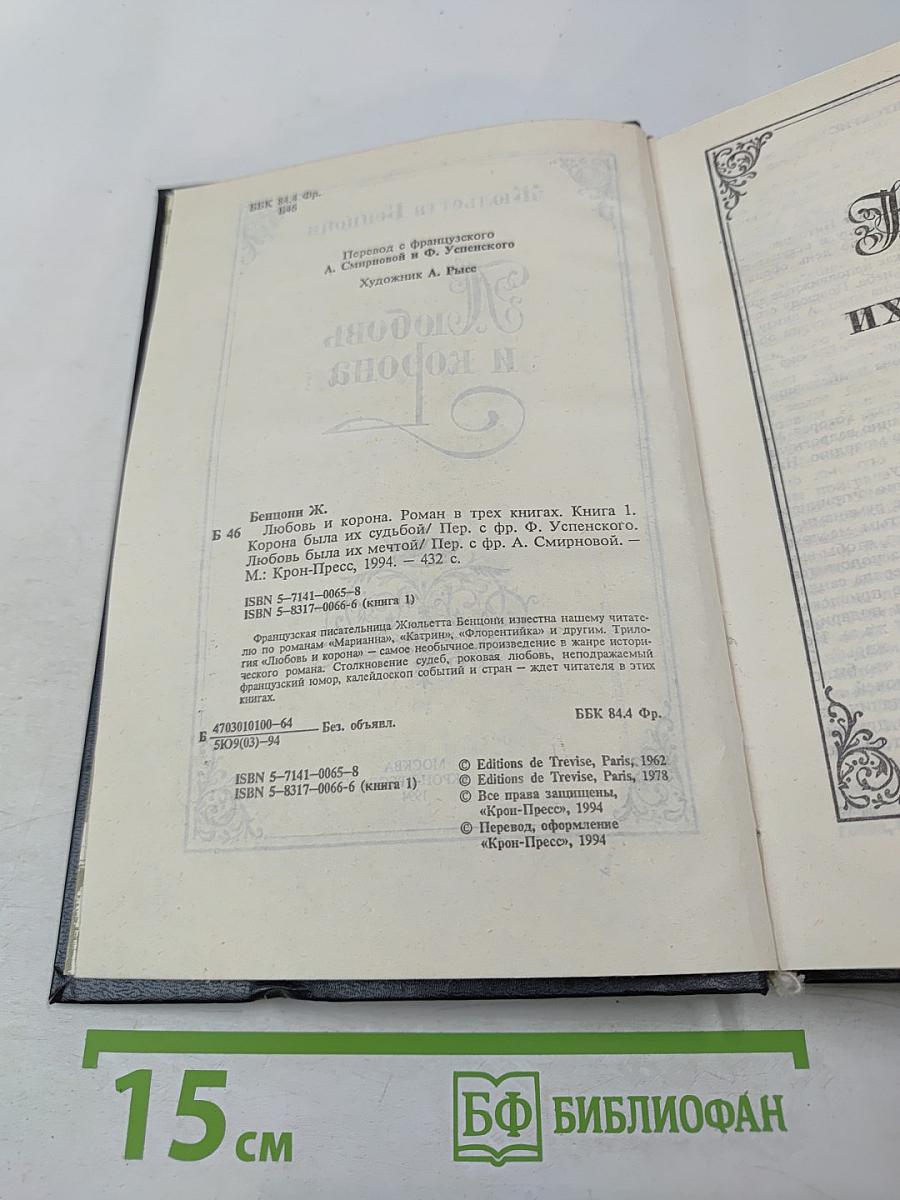 ББК 84.4 Фр.
Б46
Перевод с французского
А. Смирновой и Ф. Успенского
Художник А. Рысс
Бенцони Ж.
Б 46 Любовь и корона. Роман в трех книгах. Книга 1.
Корона была их судьбой/ Пер. с фр. Ф. Успенского.
Любовь была их мечтой/ Пер. с фр. А. Смирновой. —
М.: Крон-Пресс, 1994. — 432 с.
ISBN 5-7141-0065-8
ISBN 5-8317-0066-6 (книга 1)
Французская писательница Жюльетта Бенцони известна нашему читате-
лю по романам «Марианна», «Катрин», «Флорентийка» и другим. Трило-
гия «Любовь и корона» — самое необычное произведение в жанре истори-
ческого романа. Столкновение судеб, роковая любовь, неподражаемый
французский юмор, калейдоскоп событий и стран — ждет читателя в этих
книгах.
Б 4703010100-64 Без. объявл.
5Ю9(03)-94
ББК 84.4 Фр.
ISBN 5-7141-0065-8
ISBN 5-8317-0066-6 (книга 1)
© Editions de Trevise, Paris, 1962
© Editions de Trevise, Paris, 1978
© Все права защищены,
«Крон-Пресс», 1994
© Перевод, оформление
«Крон-Пресс», 1994
ИХ
15 см
БФ БИБЛИОФАН